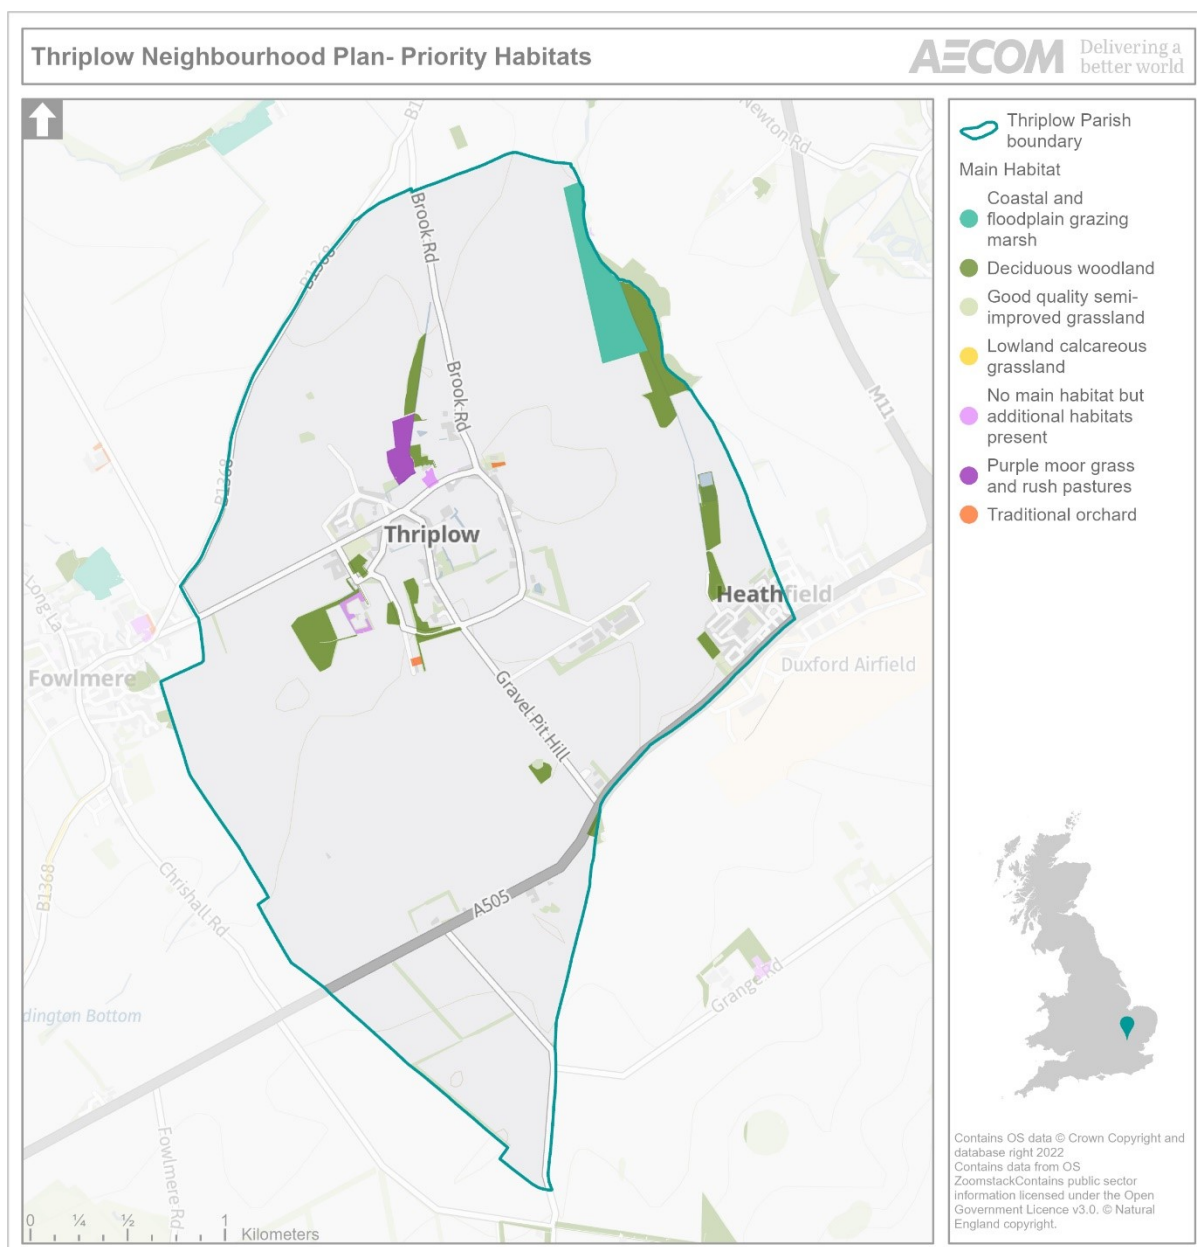 Thriplow Neighbourhood Plan- Priority Habitats
AECOM
Delivering a
better world
B1
Newton Rd
Brook Rd
B1368
Brook Rd
M11
B1368
Thriplow
Long La
Heathfield
Fowlmere
Duxford Airfield
Gravel Pit Hill
B1368
Chrishall Rd
A505
Grange Rd
dington Bottom
Fowlmere Rd
0 ¼ ½ 1
Kilometers
Thriplow Parish
boundary
Main Habitat
Coastal and
floodplain grazing
marsh
Deciduous woodland
Good quality semi-
improved grassland
Lowland calcareous
grassland
No main habitat but
additional habitats
present
Purple moor grass
and rush pastures
Traditional orchard
Contains OS data © Crown Copyright and
database right 2022
Contains data from OS
ZoomstackContains public sector
information licensed under the Open
Government Licence v3.0. © Natural
England copyright.